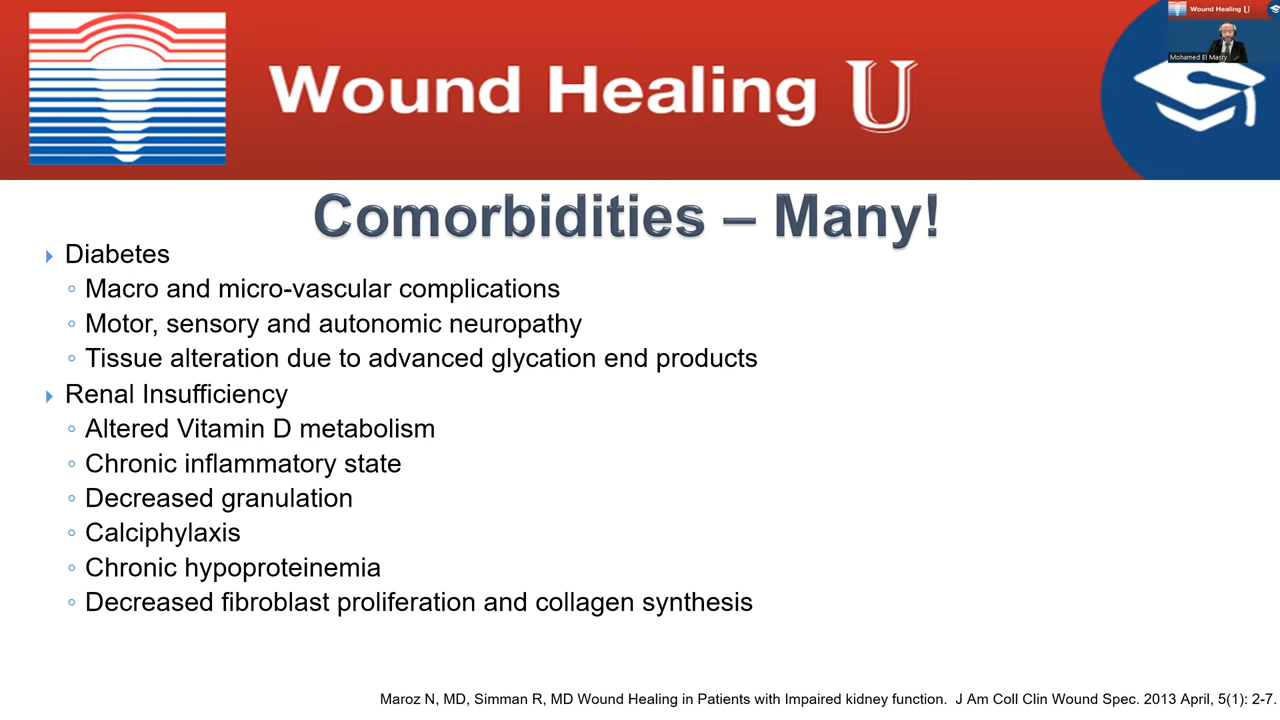 Wound Healing U
Wound Healing U
Mohamed El Masry
Comorbidities – Many!
Diabetes
Macro and micro-vascular complications
Motor, sensory and autonomic neuropathy
Tissue alteration due to advanced glycation end products
Renal Insufficiency
Altered Vitamin D metabolism
Chronic inflammatory state
Decreased granulation
Calciphylaxis
Chronic hypoproteinemia
Decreased fibroblast proliferation and collagen synthesis
Maroz N, MD, Simman R, MD Wound Healing in Patients with Impaired kidney function. J Am Coll Clin Wound Spec. 2013 April, 5(1): 2-7.